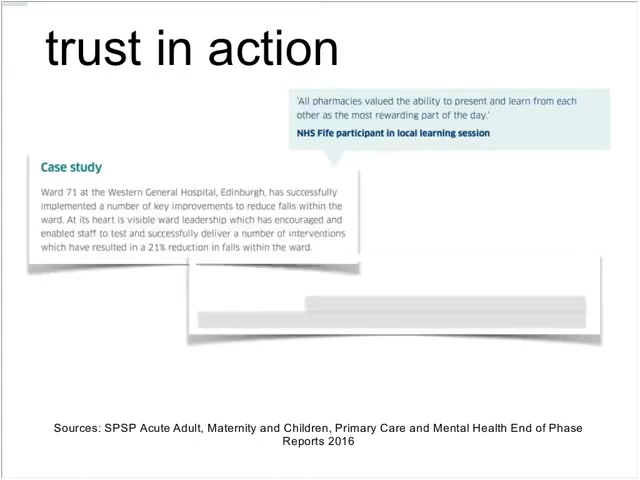 trust in action
'All pharmacies valued the ability to present and learn from each
other as the most rewarding part of the day.'
NHS Fife participant in local learning session
Case study
Ward 71 at the Western General Hospital, Edinburgh, has successfully
implemented a number of key improvements to reduce falls within the
ward. At its heart is visible ward leadership which has encouraged and
enabled staff to test and successfully deliver a number of interventions
which have resulted in a 21% reduction in falls within the ward.
Sources: SPSP Acute Adult, Maternity and Children, Primary Care and Mental Health End of Phase
Reports 2016